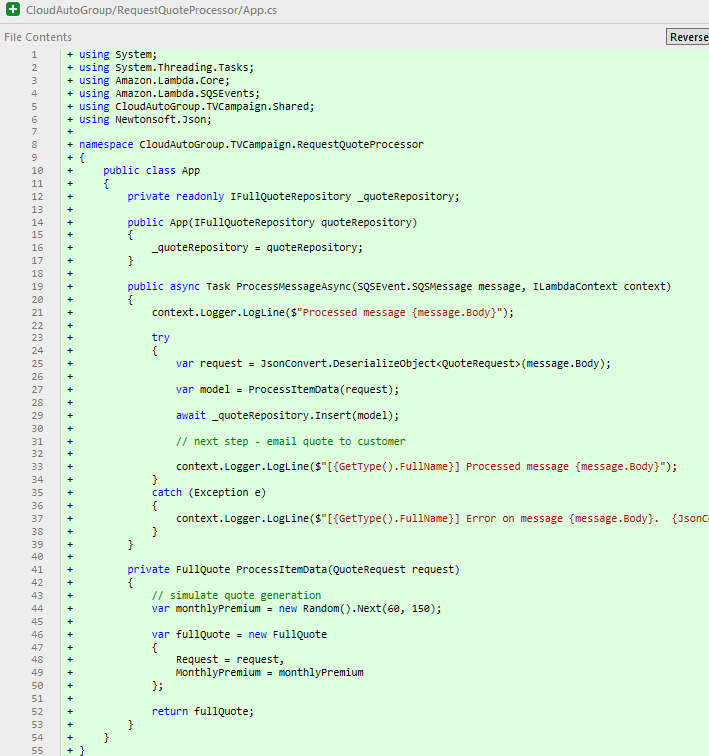 CloudAutoGroup/RequestQuoteProcessor/App.cs
File Contents
Reverse
1 + using System;
2 + using System.Threading.Tasks;
3 + using Amazon.Lambda.Core;
4 + using Amazon.Lambda.SQSEvents;
5 + using CloudAutoGroup.TVCampaign.Shared;
6 + using Newtonsoft.Json;
7 +
8 + namespace CloudAutoGroup.TVCampaign.RequestQuoteProcessor
9 + {
10 +     public class App
11 +     {
12 +         private readonly IFullQuoteRepository _quoteRepository;
13 +
14 +         public App(IFullQuoteRepository quoteRepository)
15 +         {
16 +             _quoteRepository = quoteRepository;
17 +         }
18 +
19 +         public async Task ProcessMessageAsync(SQSEvent.SQSMessage message, ILambdaContext context)
20 +         {
21 +             context.Logger.LogLine($"Processed message {message.Body}");
22 +
23 +             try
24 +             {
25 +                 var request = JsonConvert.DeserializeObject<QuoteRequest>(message.Body);
26 +
27 +                 var model = ProcessItemData(request);
28 +
29 +                 await _quoteRepository.Insert(model);
30 +
31 +                 // next step - email quote to customer
32 +
33 +                 context.Logger.LogLine($"[{GetType().FullName}] Processed message {message.Body}");
34 +             }
35 +             catch (Exception e)
36 +             {
37 +                 context.Logger.LogLine($"[{GetType().FullName}] Error on message {message.Body}.  {JsonC
38 +             }
39 +         }
40 +
41 +         private FullQuote ProcessItemData(QuoteRequest request)
42 +         {
43 +             // simulate quote generation
44 +             var monthlyPremium = new Random().Next(60, 150);
45 +
46 +             var fullQuote = new FullQuote
47 +             {
48 +                 Request = request,
49 +                 MonthlyPremium = monthlyPremium
50 +             };
51 +
52 +             return fullQuote;
53 +         }
54 +     }
55 + }